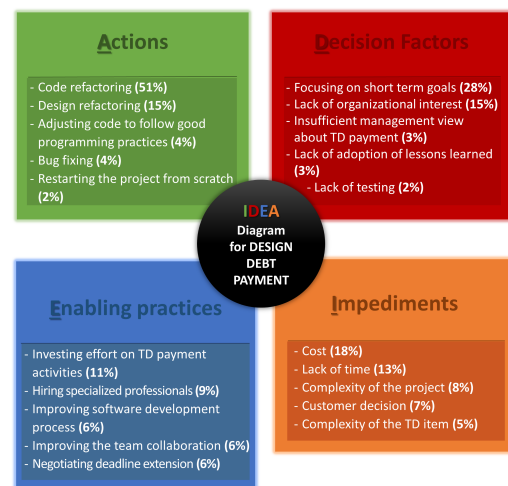 Actions
- Code refactoring (51%)
- Design refactoring (15%)
- Adjusting code to follow good
programming practices (4%)
- Bug fixing (4%)
- Restarting the project from scratch
(2%)
Decision Factors
- Focusing on short term goals (28%)
- Lack of organizational interest (15%)
- Insufficient management view
about TD payment (3%)
- Lack of adoption of lessons learned
(3%)
- Lack of testing (2%)
IDEA
Diagram
for DESIGN
DEBT
PAYMENT
Enabling practices
- Investing effort on TD payment
activities (11%)
- Hiring specialized professionals (9%)
- Improving software development
process (6%)
- Improving the team collaboration (6%)
- Negotiating deadline extension (6%)
Impediments
- Cost (18%)
- Lack of time (13%)
- Complexity of the project (8%)
- Customer decision (7%)
- Complexity of the TD item (5%)